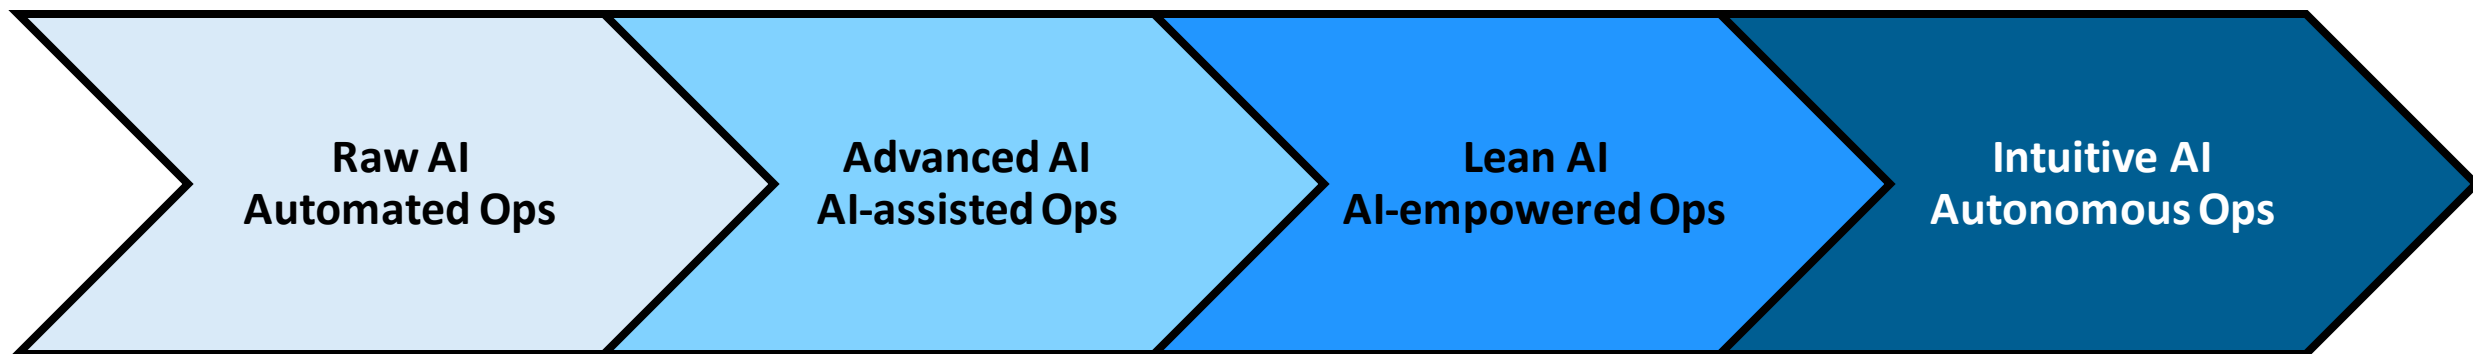 Raw AI
Automated Ops
Advanced AI
AI-assisted Ops
Lean AI
AI-empowered Ops
Intuitive AI
Autonomous Ops